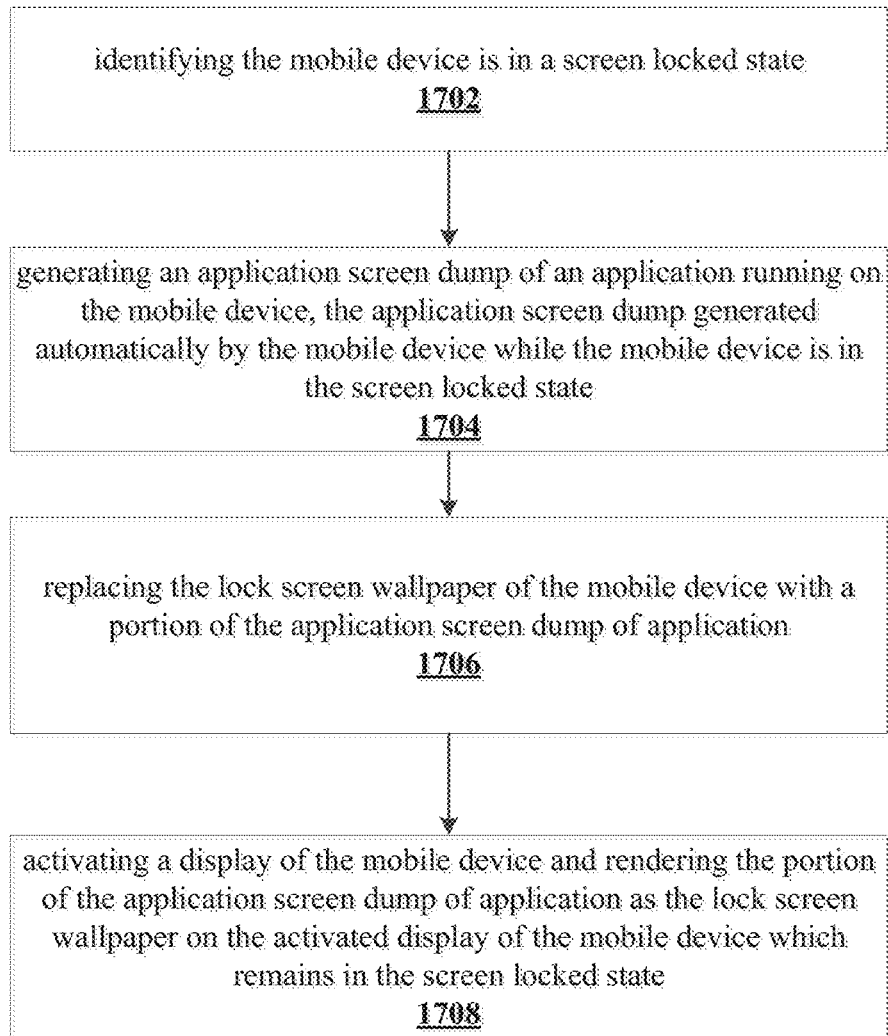 identifying the mobile device is in a screen locked state
1702
generating an application screen dump of an application running on
the mobile device, the application screen dump generated
automatically by the mobile device while the mobile device is in
the screen locked state
1704
replacing the lock screen wallpaper of the mobile device with a
portion of the application screen dump of application
1706
activating a display of the mobile device and rendering the portion
of the application screen dump of application as the lock screen
wallpaper on the activated display of the mobile device which
remains in the screen locked state
1708